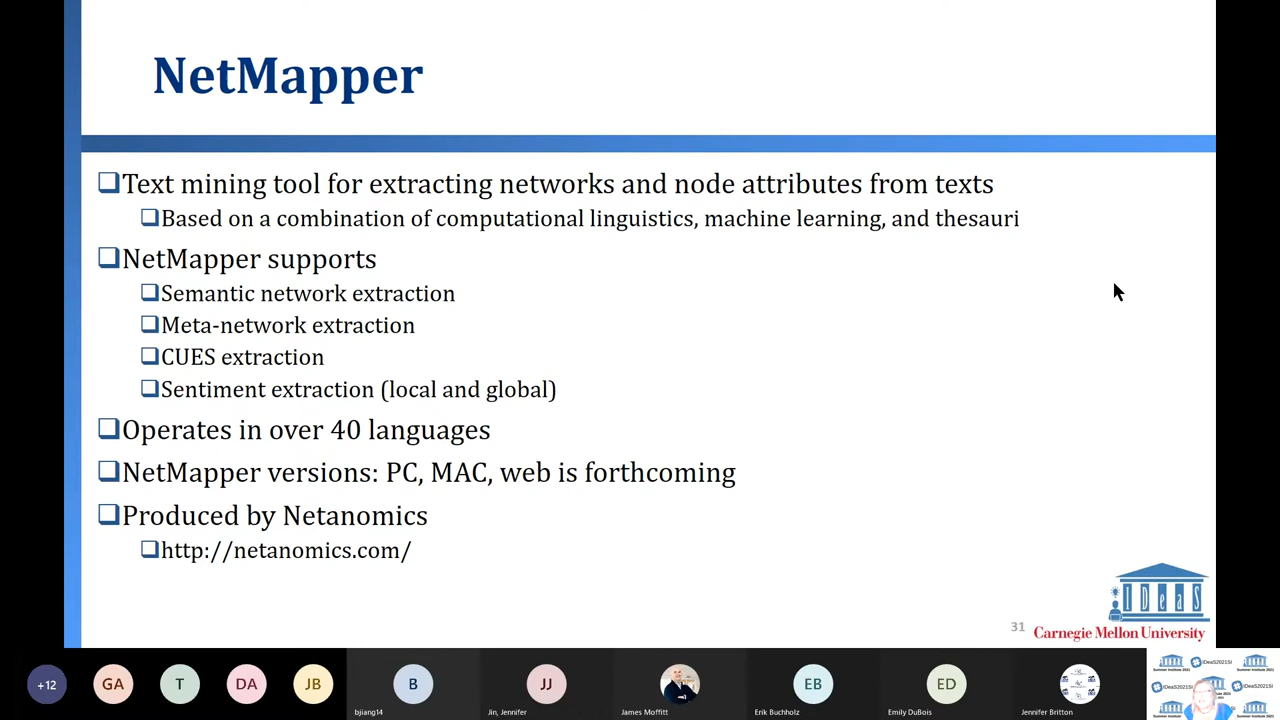 NetMapper
Text mining tool for extracting networks and node attributes from texts
Based on a combination of computational linguistics, machine learning, and thesauri
NetMapper supports
Semantic network extraction
Meta-network extraction
CUES extraction
Sentiment extraction (local and global)
Operates in over 40 languages
NetMapper versions: PC, MAC, web is forthcoming
Produced by Netanomics
http://netanomics.com/
IDeaS
31
Carnegie Mellon University
+12
GA
T
DA
JB
B
JJ
EB
ED
bjiang14
Jin, Jennifer
James Moffitt
Erik Buchholz
Emily DuBois
Jennifer Britton